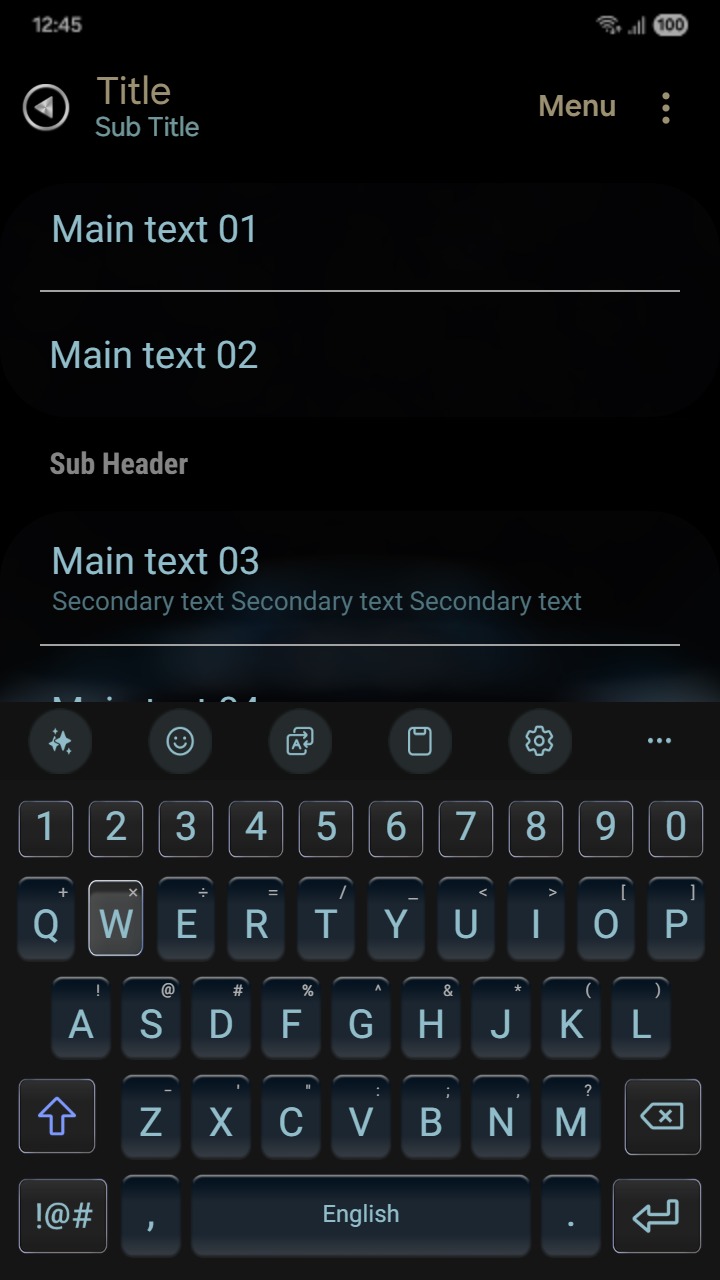 12:45
100
Title
Sub Title
Menu
Main text 01
Main text 02
Sub Header
Main text 03
Secondary text Secondary text Secondary text
1 2 3 4 5 6 7 8 9 0
+ × ÷ = / _ < > [ ]
Q W E R T Y U I O P
! @ # % ^ & * ( )
A S D F G H J K L
- ' " : ; , ?
Z X C V B N M
!@# , English .